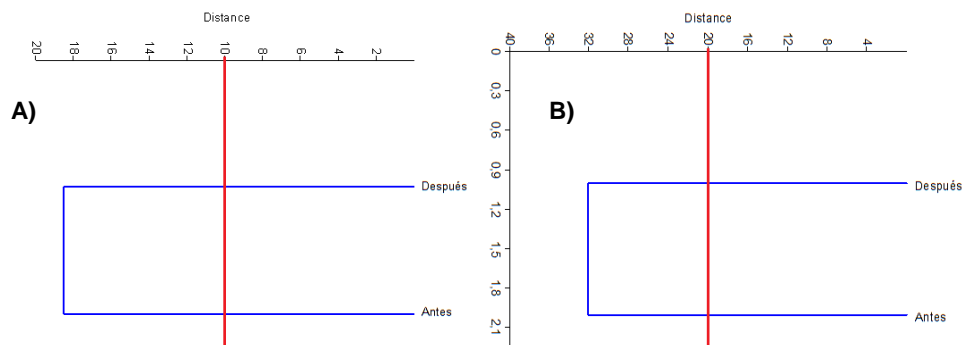 Distance
20 18 16 14 12 10 8 6 4 2
A)
Después
Antes
Distance
40 36 32 28 24 20 16 12 8 4
0
0,3
0,6
0,9
1,2
1,5
1,8
2,1
B)
Después
Antes